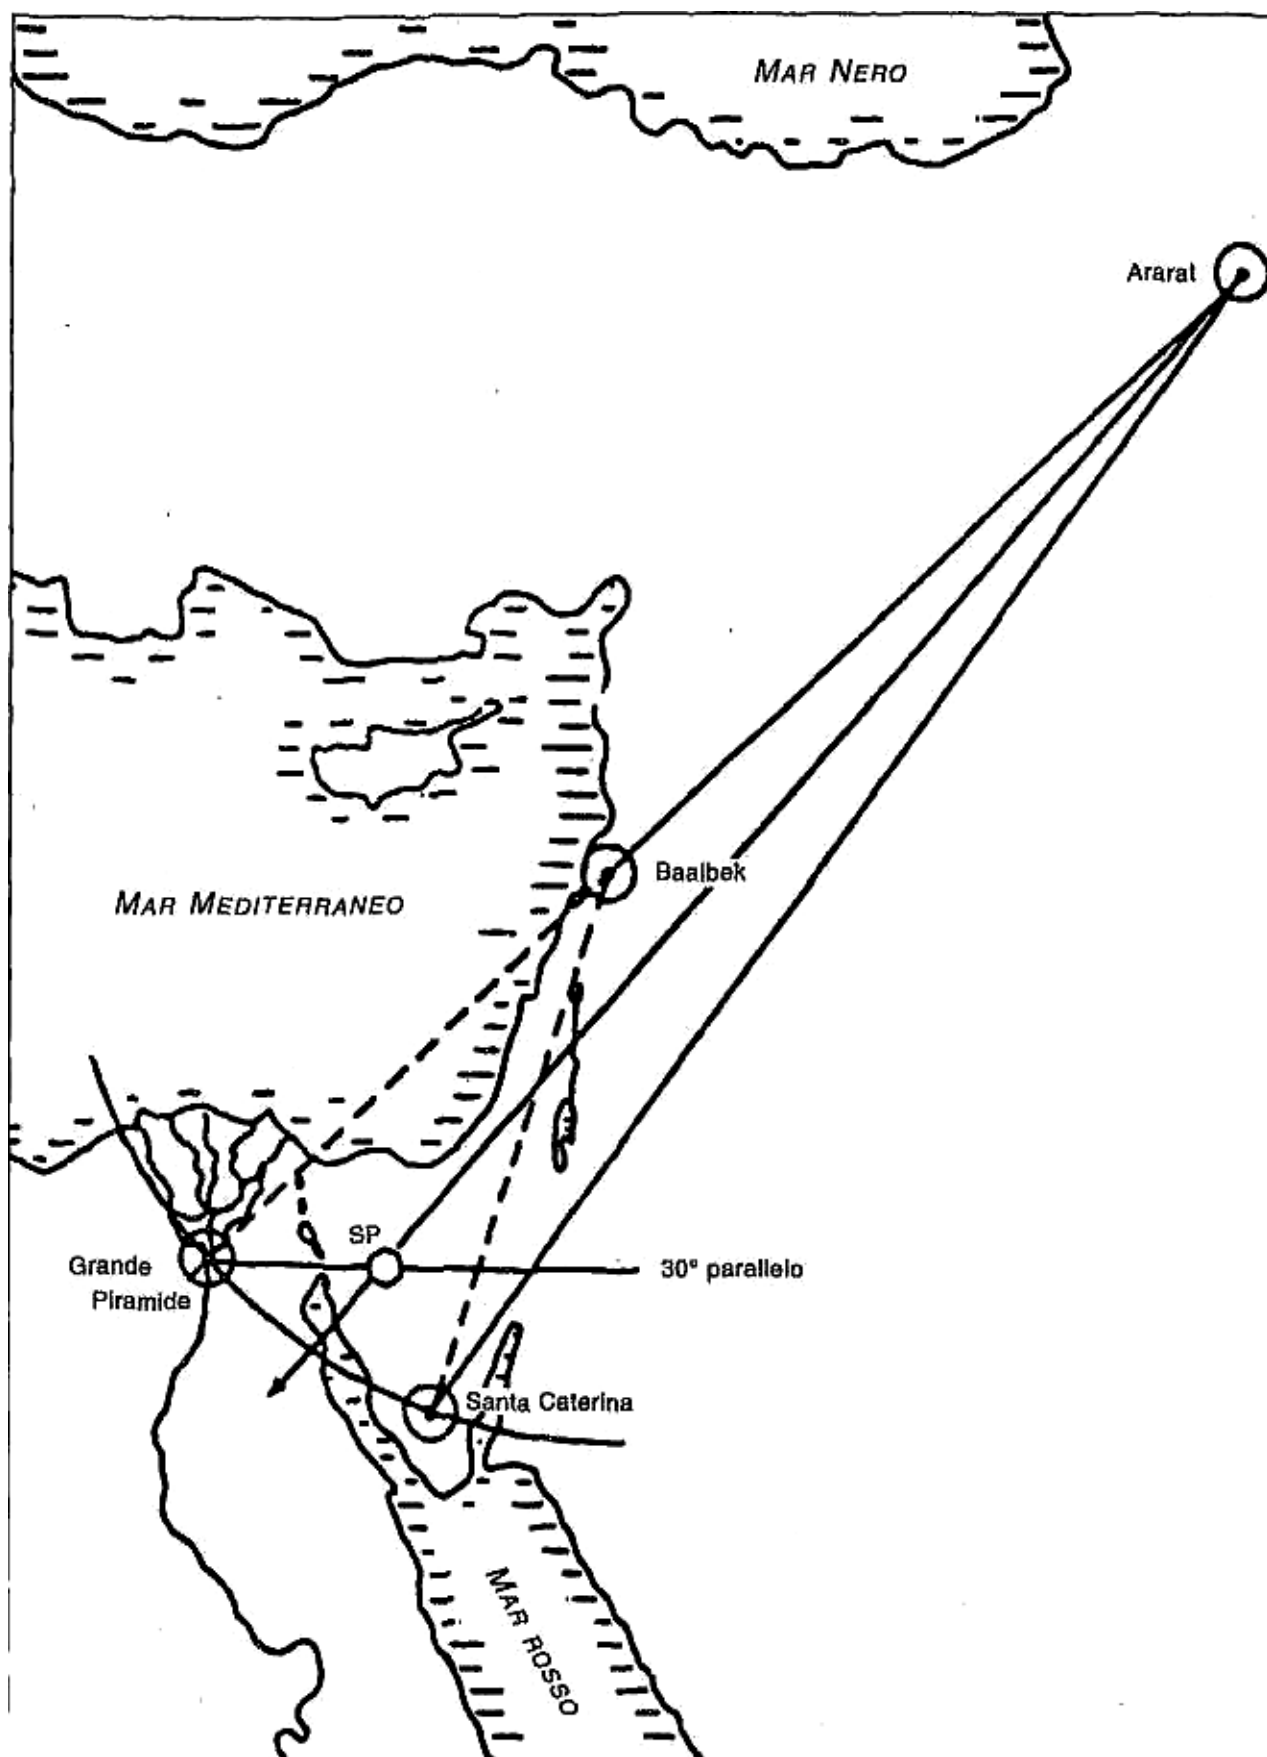 MAR NERO
Ararat
Baalbek
MAR MEDITERRANEO
SP
Grande
Piramide
30° parallelo
Santa Caterina
MAR ROSSO